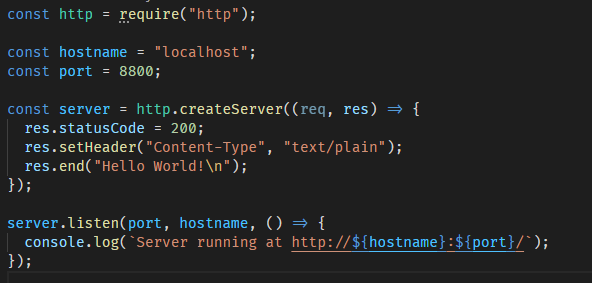 const http = require("http");
const hostname = "localhost";
const port = 8800;
const server = http.createServer((req, res) => {
  res.statusCode = 200;
  res.setHeader("Content-Type", "text/plain");
  res.end("Hello World!\n");
});
server.listen(port, hostname, () => {
  console.log(`Server running at http://${hostname}:${port}/`);
});